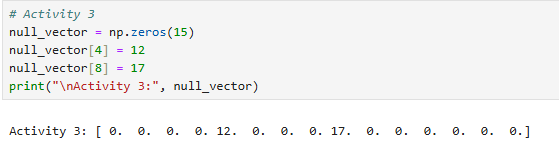 # Activity 3
null_vector = np.zeros(15)
null_vector[4] = 12
null_vector[8] = 17
print("\nActivity 3:", null_vector)
Activity 3: [ 0.  0.  0.  0. 12.  0.  0.  0. 17.  0.  0.  0.  0.  0.  0.]